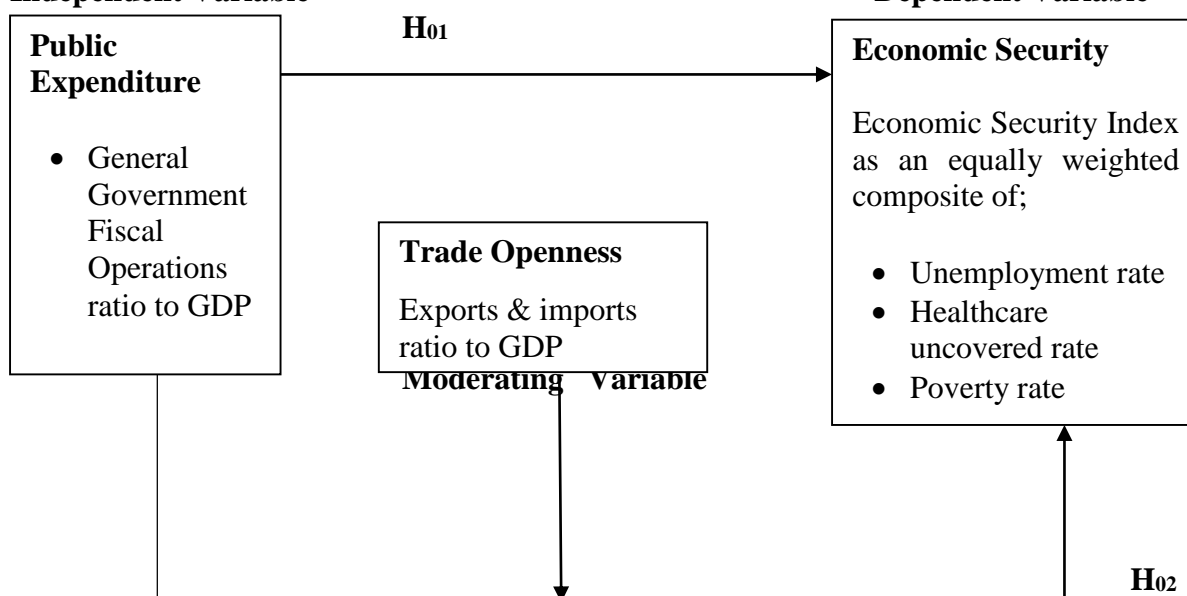 H01
Public
Expenditure
• General
Government
Fiscal
Operations
ratio to GDP
Trade Openness
Exports & imports
ratio to GDP
Moderating Variable
Economic Security
Economic Security Index
as an equally weighted
composite of;
• Unemployment rate
• Healthcare
uncovered rate
• Poverty rate
H02